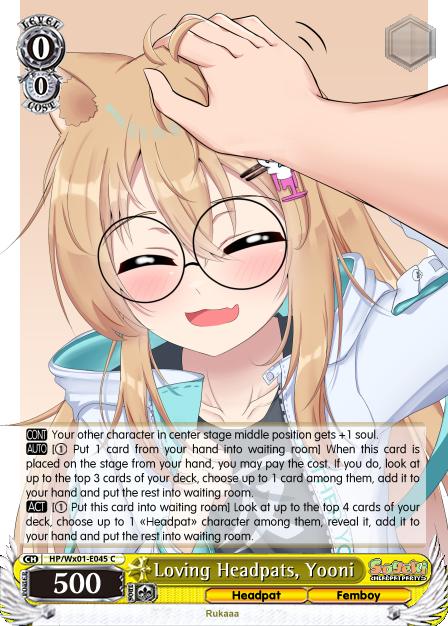 LEVEL
0
0
COST
CONT Your other character in center stage middle position gets +1 soul.
AUTO [① Put 1 card from your hand into waiting room] When this card is
placed on the stage from your hand, you may pay the cost. If you do, look at
up to the top 3 cards of your deck, choose up to 1 card among them, add it to
your hand and put the rest into waiting room.
ACT [① Put this card into waiting room] Look at up to the top 4 cards of your
deck, choose up to 1 «Headpat» character among them, reveal it, add it to
your hand and put the rest into waiting room.
CH HP/Wx01-E045 C
POWER 500 SOUL
Loving Headpats, Yooni
Headpat Femboy
Rukaaa